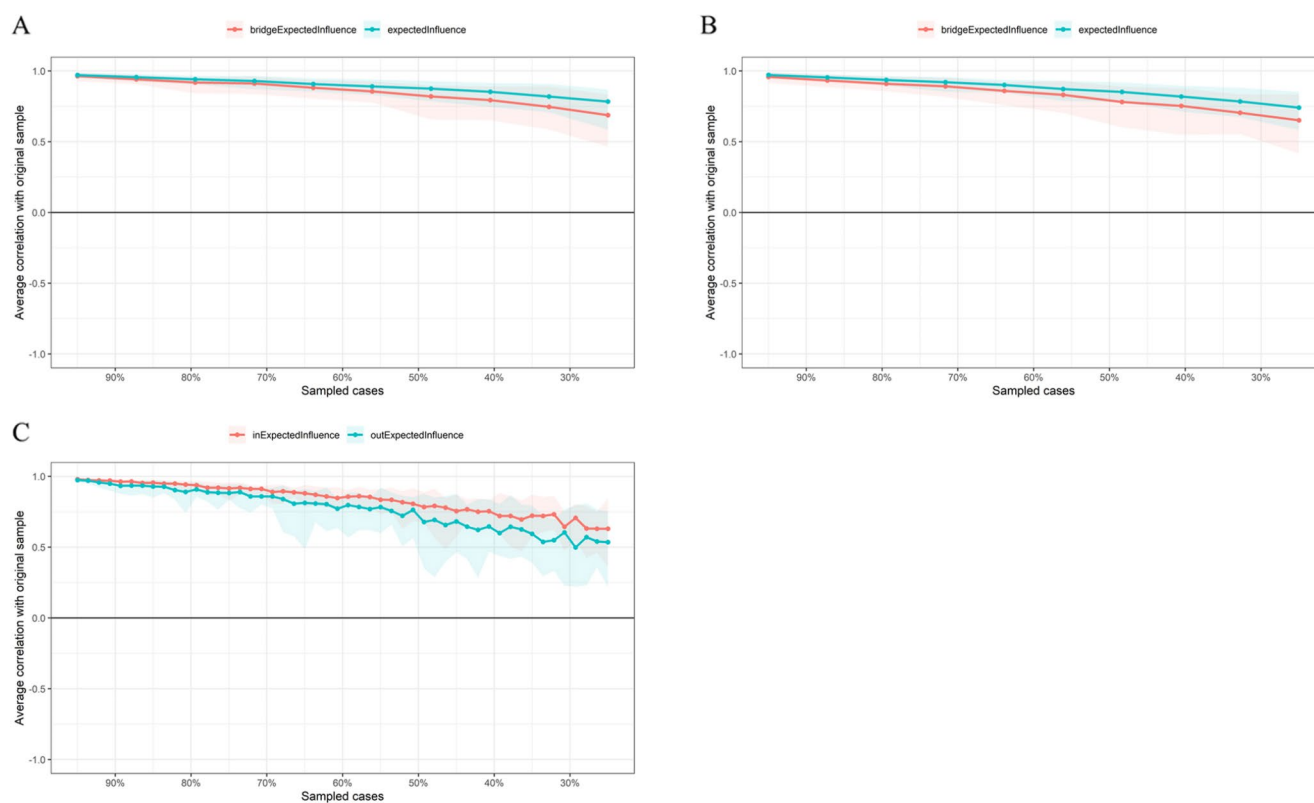 A
bridgeExpectedInfluence expectedInfluence
Average correlation with original sample
1.0
0.5
0.0
-0.5
-1.0
90% 80% 70% 60% 50% 40% 30%
Sampled cases
B
bridgeExpectedInfluence expectedInfluence
Average correlation with original sample
1.0
0.5
0.0
-0.5
-1.0
90% 80% 70% 60% 50% 40% 30%
Sampled cases
C
inExpectedInfluence outExpectedInfluence
Average correlation with original sample
1.0
0.5
0.0
-0.5
-1.0
90% 80% 70% 60% 50% 40% 30%
Sampled cases